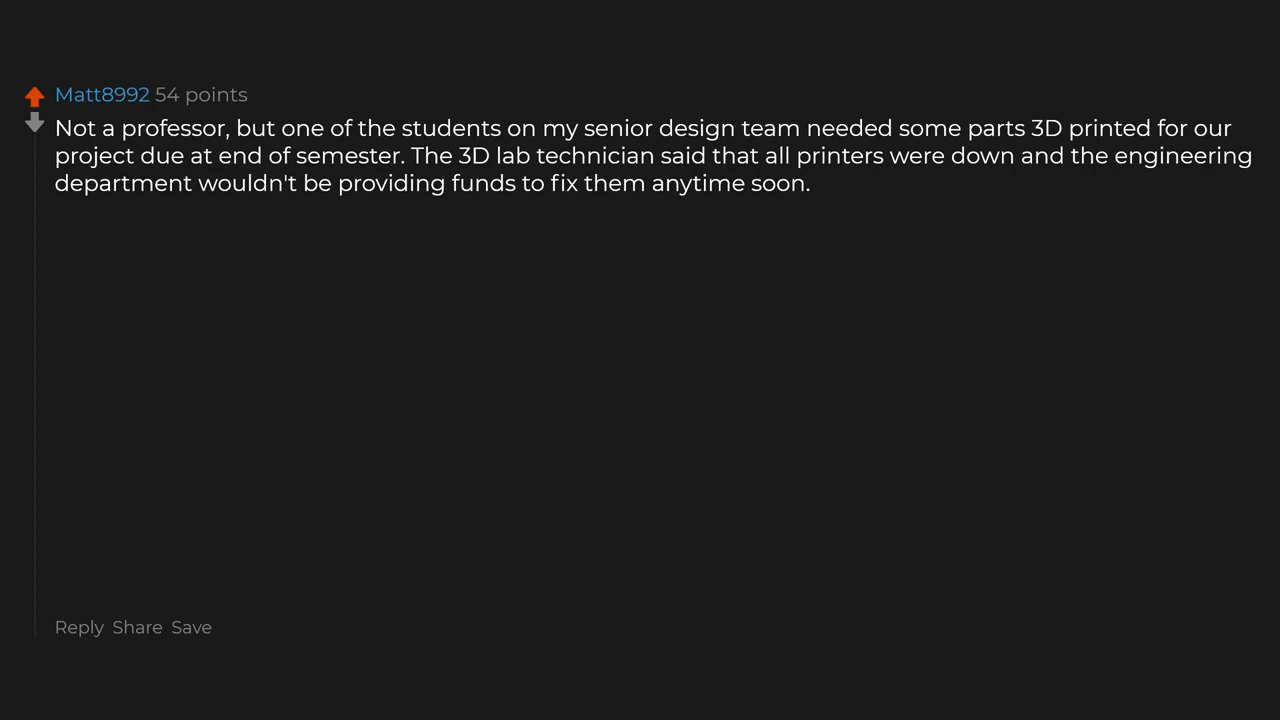 Matt8992 54 points
Not a professor, but one of the students on my senior design team needed some parts 3D printed for our
project due at end of semester. The 3D lab technician said that all printers were down and the engineering
department wouldn't be providing funds to fix them anytime soon.
Reply Share Save